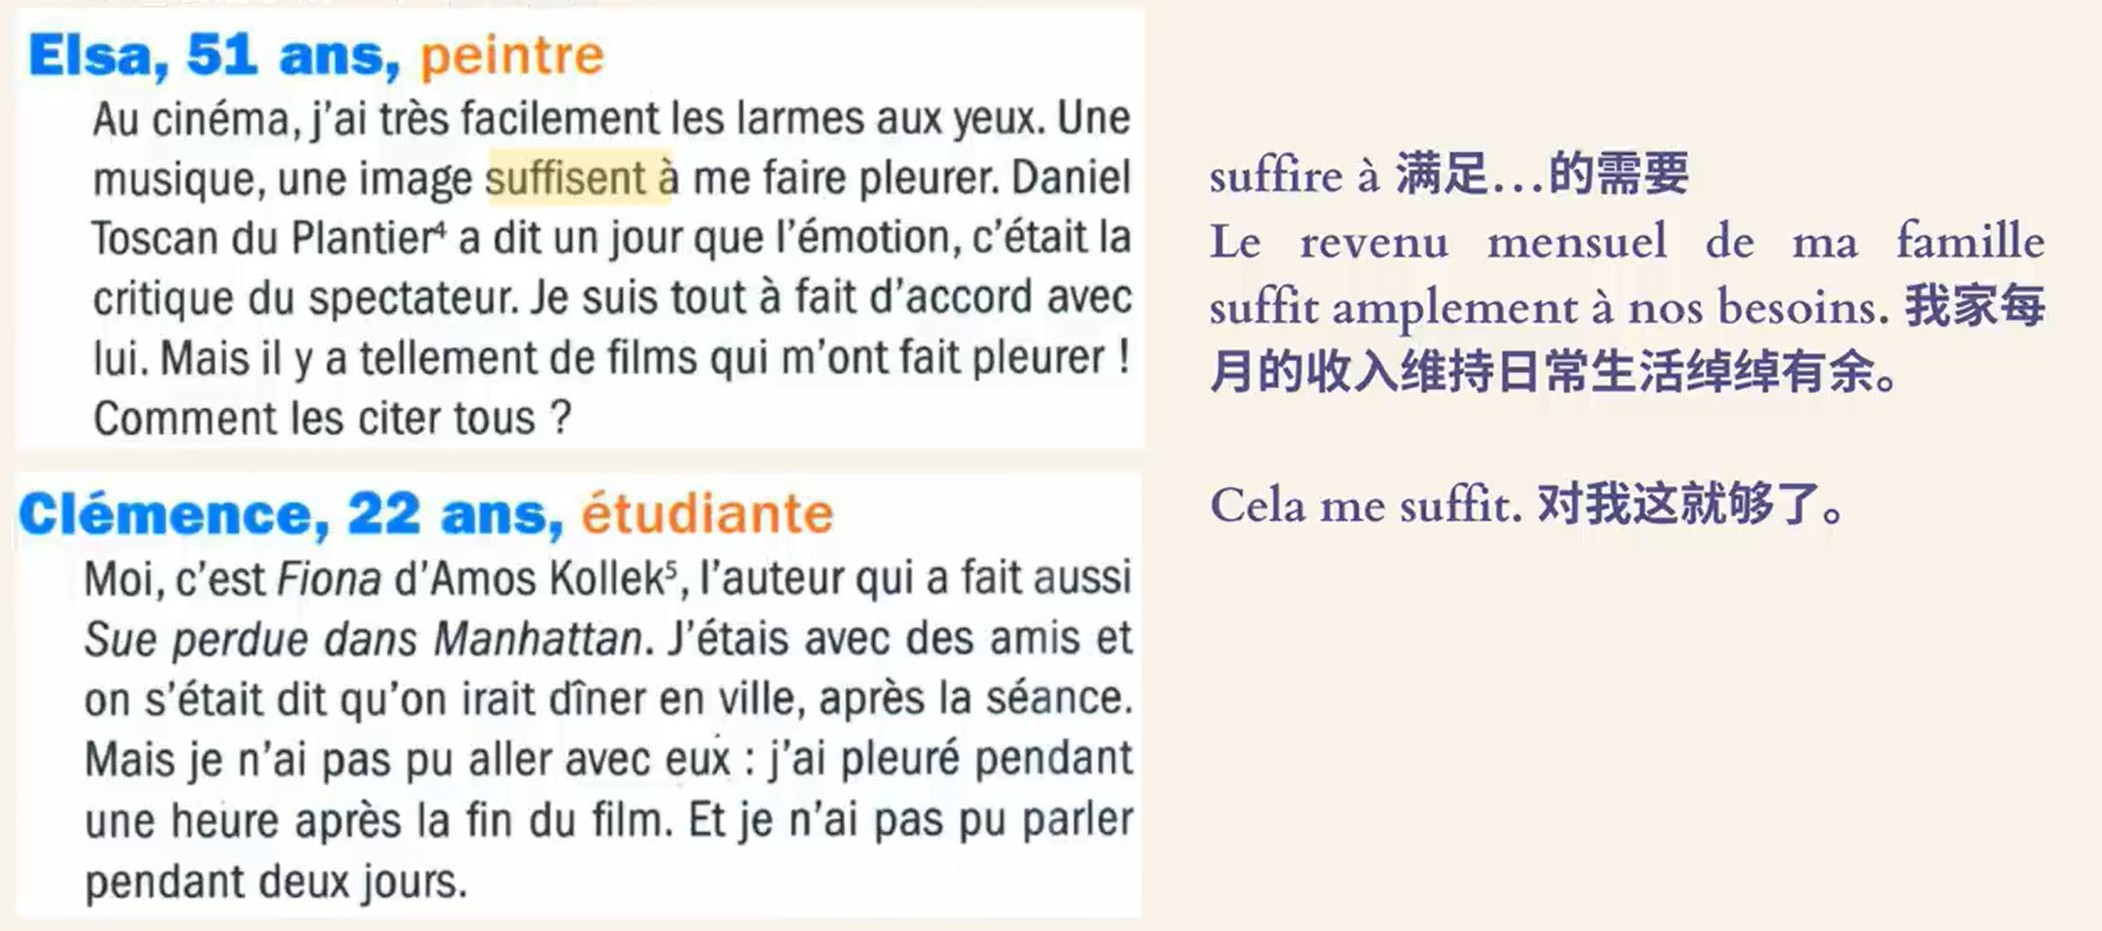 Elsa, 51 ans, peintre
Au cinéma, j'ai très facilement les larmes aux yeux. Une
musique, une image suffisent à me faire pleurer. Daniel
Toscan du Plantier⁴ a dit un jour que l'émotion, c'était la
critique du spectateur. Je suis tout à fait d'accord avec
lui. Mais il y a tellement de films qui m'ont fait pleurer !
Comment les citer tous ?
Clémence, 22 ans, étudiante
Moi, c'est Fiona d'Amos Kollek⁵, l'auteur qui a fait aussi
Sue perdue dans Manhattan. J'étais avec des amis et
on s'était dit qu'on irait dîner en ville, après la séance.
Mais je n'ai pas pu aller avec eux : j'ai pleuré pendant
une heure après la fin du film. Et je n'ai pas pu parler
pendant deux jours.
suffire à 满足…的需要
Le revenu mensuel de ma famille
suffit amplement à nos besoins. 我家每
月的收入维持日常生活绰绰有余。
Cela me suffit. 对我这就够了。